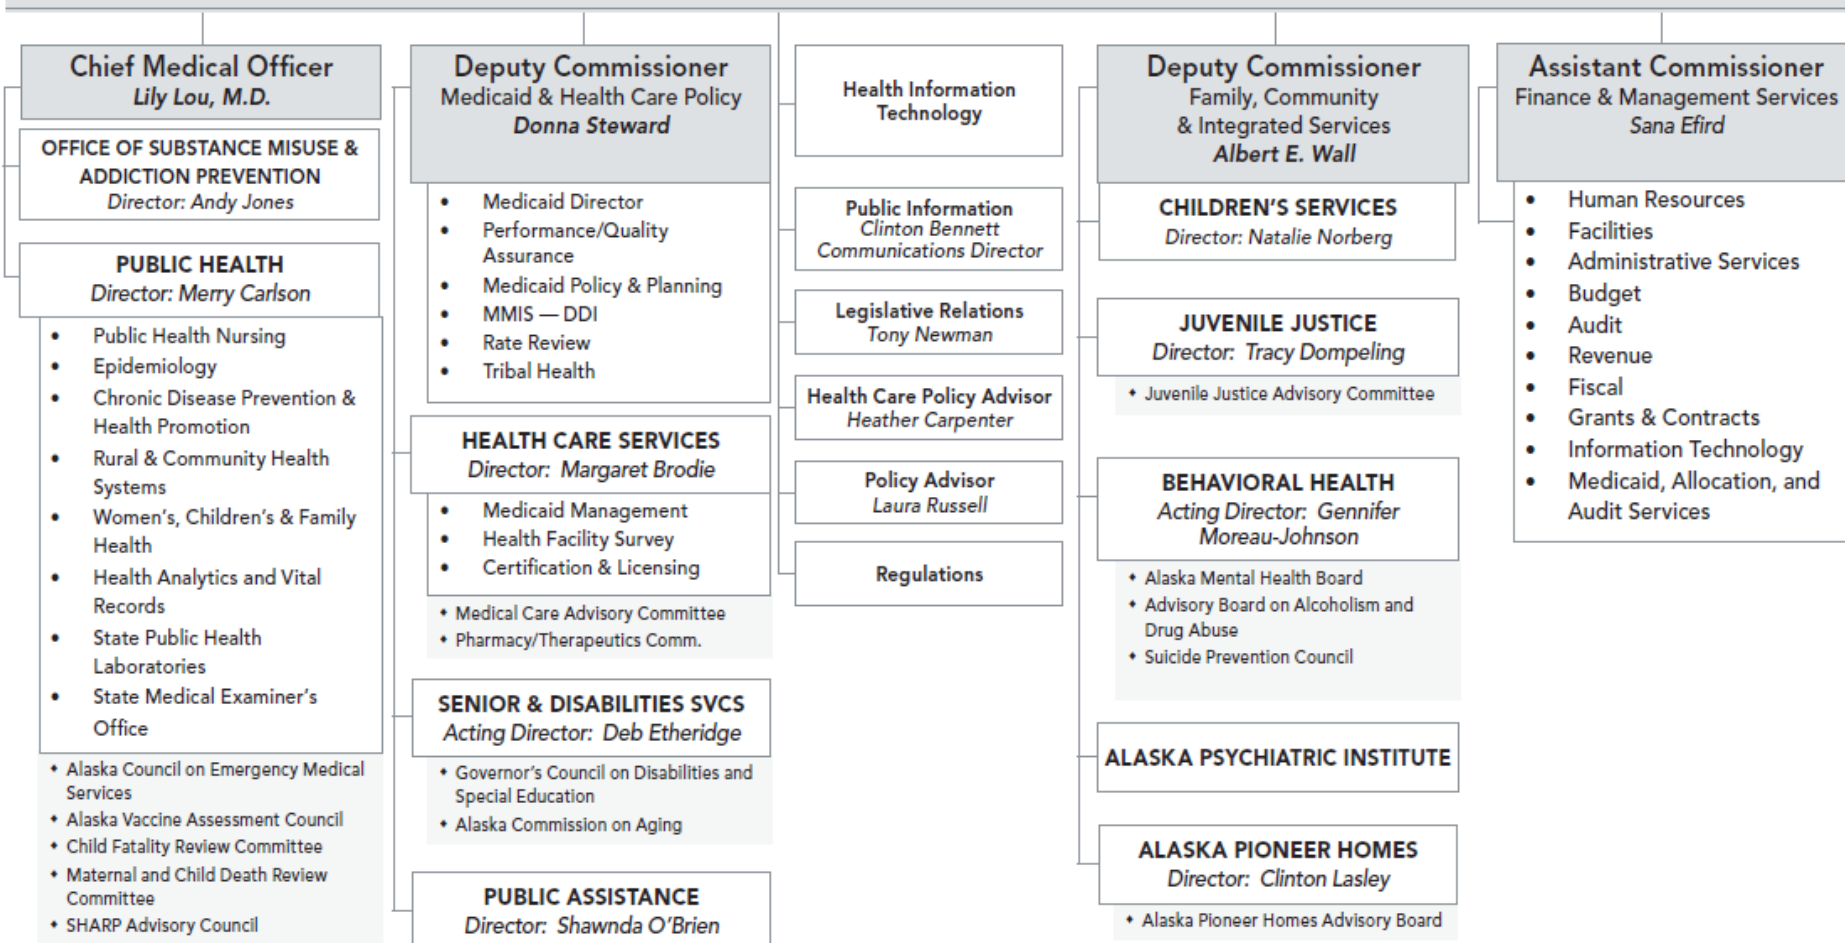 Chief Medical Officer
Lily Lou, M.D.
OFFICE OF SUBSTANCE MISUSE &
ADDICTION PREVENTION
Director: Andy Jones
PUBLIC HEALTH
Director: Merry Carlson
• Public Health Nursing
• Epidemiology
• Chronic Disease Prevention &
Health Promotion
• Rural & Community Health
Systems
• Women's, Children's & Family
Health
• Health Analytics and Vital
Records
• State Public Health
Laboratories
• State Medical Examiner's
Office
Alaska Council on Emergency Medical
Services
Alaska Vaccine Assessment Council
Child Fatality Review Committee
Maternal and Child Death Review
Committee
SHARP Advisory Council
Deputy Commissioner
Medicaid & Health Care Policy
Donna Steward
• Medicaid Director
• Performance/Quality
Assurance
• Medicaid Policy & Planning
• MMIS — DDI
• Rate Review
• Tribal Health
HEALTH CARE SERVICES
Director: Margaret Brodie
• Medicaid Management
• Health Facility Survey
• Certification & Licensing
Medical Care Advisory Committee
Pharmacy/Therapeutics Comm.
SENIOR & DISABILITIES SVCS
Acting Director: Deb Etheridge
Governor's Council on Disabilities and
Special Education
Alaska Commission on Aging
PUBLIC ASSISTANCE
Director: Shawnda O'Brien
Health Information
Technology
Public Information
Clinton Bennett
Communications Director
Legislative Relations
Tony Newman
Health Care Policy Advisor
Heather Carpenter
Policy Advisor
Laura Russell
Regulations
Deputy Commissioner
Family, Community
& Integrated Services
Albert E. Wall
CHILDREN'S SERVICES
Director: Natalie Norberg
JUVENILE JUSTICE
Director: Tracy Dompeling
Juvenile Justice Advisory Committee
BEHAVIORAL HEALTH
Acting Director: Gennifer
Moreau-Johnson
Alaska Mental Health Board
Advisory Board on Alcoholism and
Drug Abuse
Suicide Prevention Council
ALASKA PSYCHIATRIC INSTITUTE
ALASKA PIONEER HOMES
Director: Clinton Lasley
Alaska Pioneer Homes Advisory Board
Assistant Commissioner
Finance & Management Services
Sana Efird
• Human Resources
• Facilities
• Administrative Services
• Budget
• Audit
• Revenue
• Fiscal
• Grants & Contracts
• Information Technology
• Medicaid, Allocation, and
Audit Services